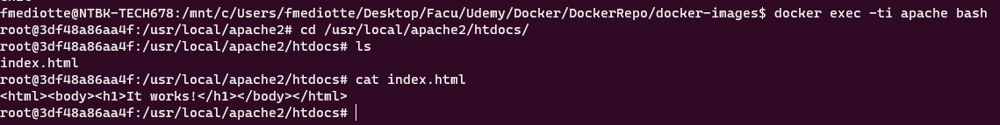 fmediotte@NTBK-TECH678:/mnt/c/Users/fmediotte/Desktop/Facu/Udemy/Docker/DockerRepo/docker-images$ docker exec -ti apache bash
root@3df48a86aa4f:/usr/local/apache2# cd /usr/local/apache2/htdocs/
root@3df48a86aa4f:/usr/local/apache2/htdocs# ls
index.html
root@3df48a86aa4f:/usr/local/apache2/htdocs# cat index.html
<html><body><h1>It works!</h1></body></html>
root@3df48a86aa4f:/usr/local/apache2/htdocs#